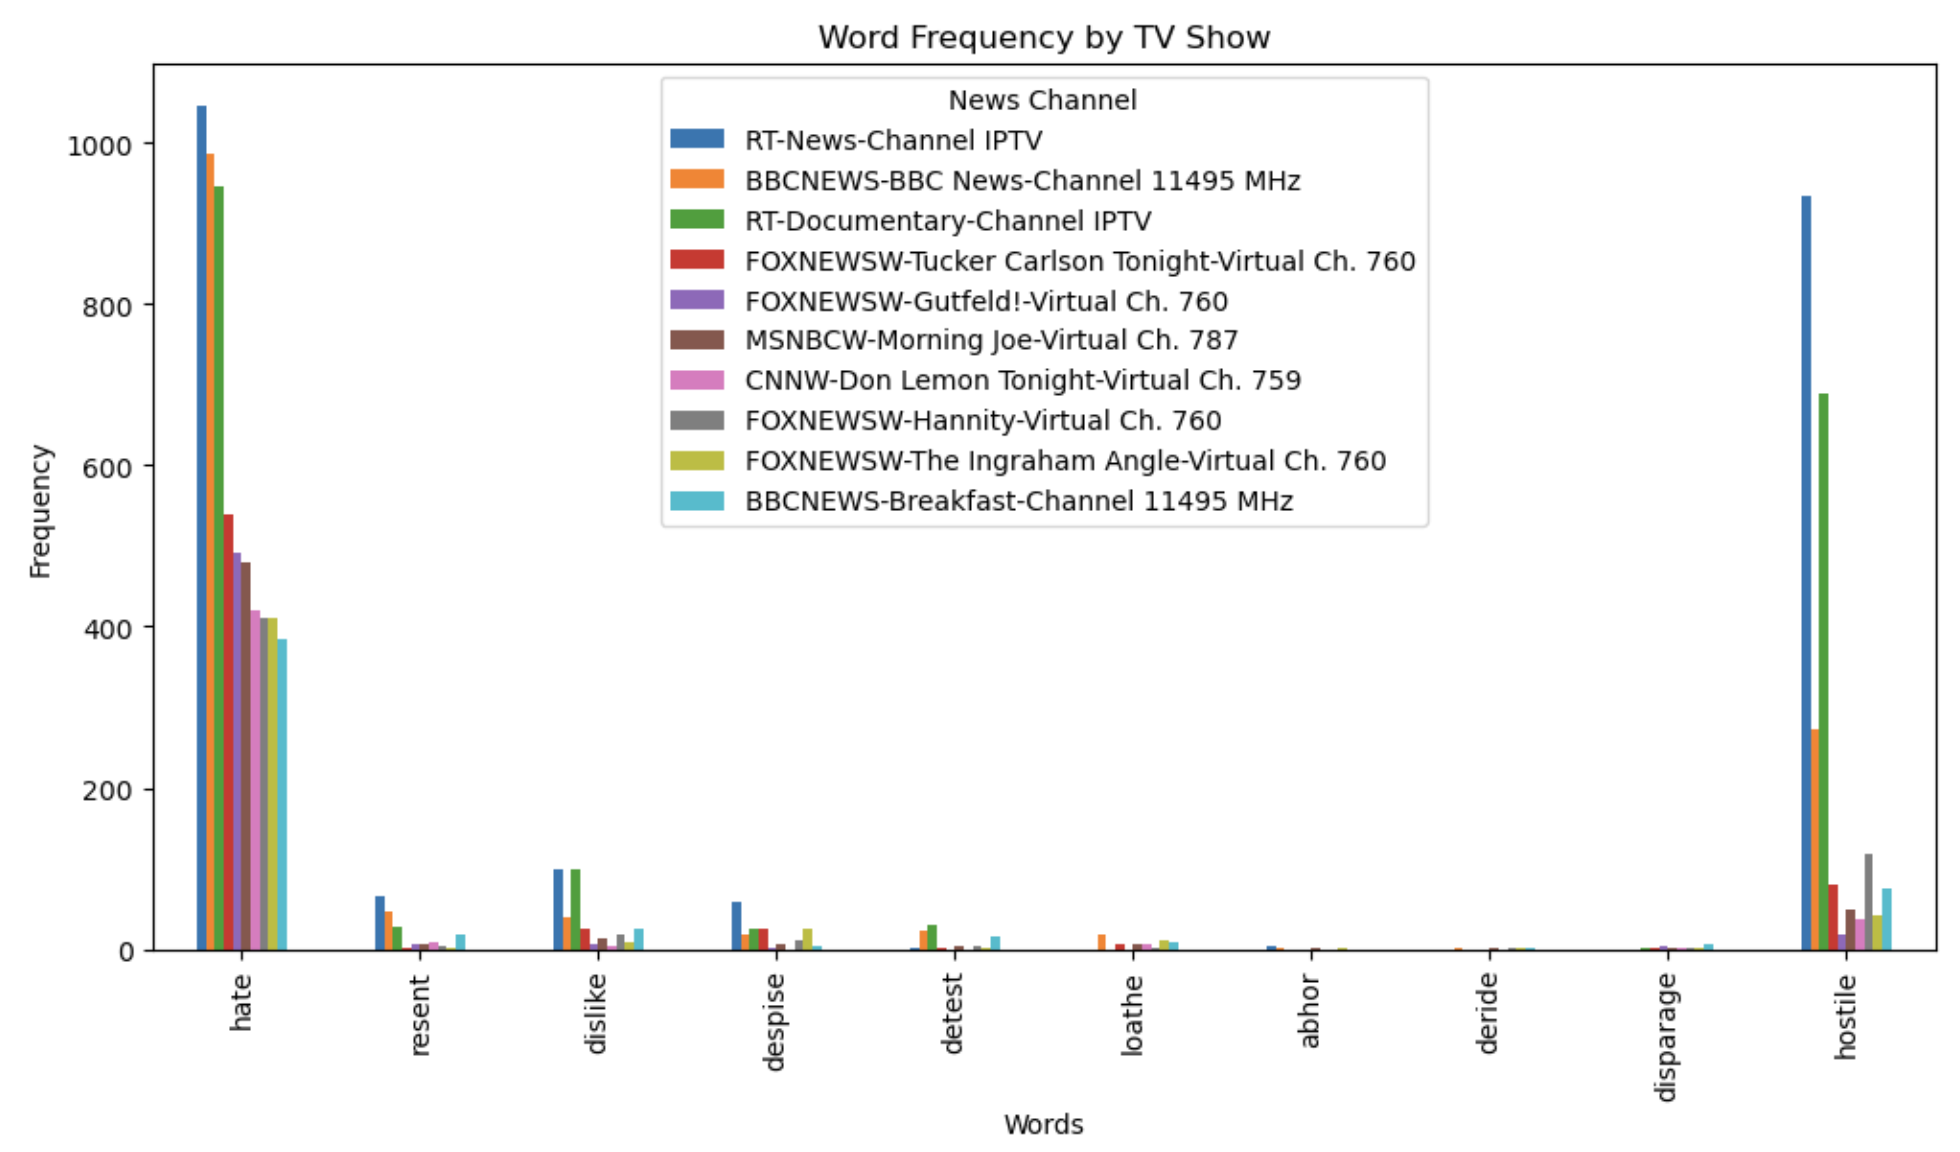 Word Frequency by TV Show
News Channel
RT-News-Channel IPTV
BBCNEWS-BBC News-Channel 11495 MHz
RT-Documentary-Channel IPTV
FOXNEWSW-Tucker Carlson Tonight-Virtual Ch. 760
FOXNEWSW-Gutfeld!-Virtual Ch. 760
MSNBCW-Morning Joe-Virtual Ch. 787
CNNW-Don Lemon Tonight-Virtual Ch. 759
FOXNEWSW-Hannity-Virtual Ch. 760
FOXNEWSW-The Ingraham Angle-Virtual Ch. 760
BBCNEWS-Breakfast-Channel 11495 MHz
Frequency
1000
800
600
400
200
0
hate
resent
dislike
despise
detest
loathe
abhor
deride
disparage
hostile
Words